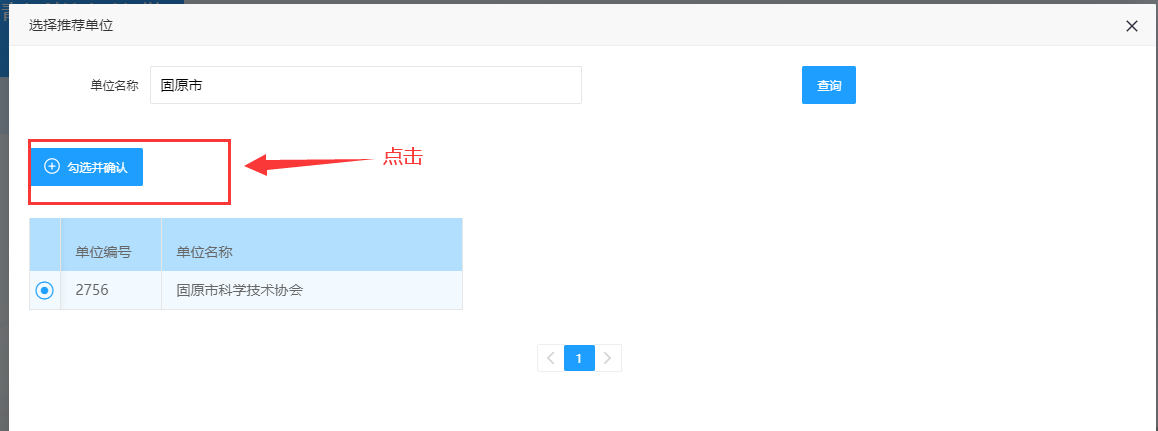 选择推荐单位
单位名称 固原市 查询
勾选并确认
点击
单位编号 单位名称
2756 固原市科学技术协会
1